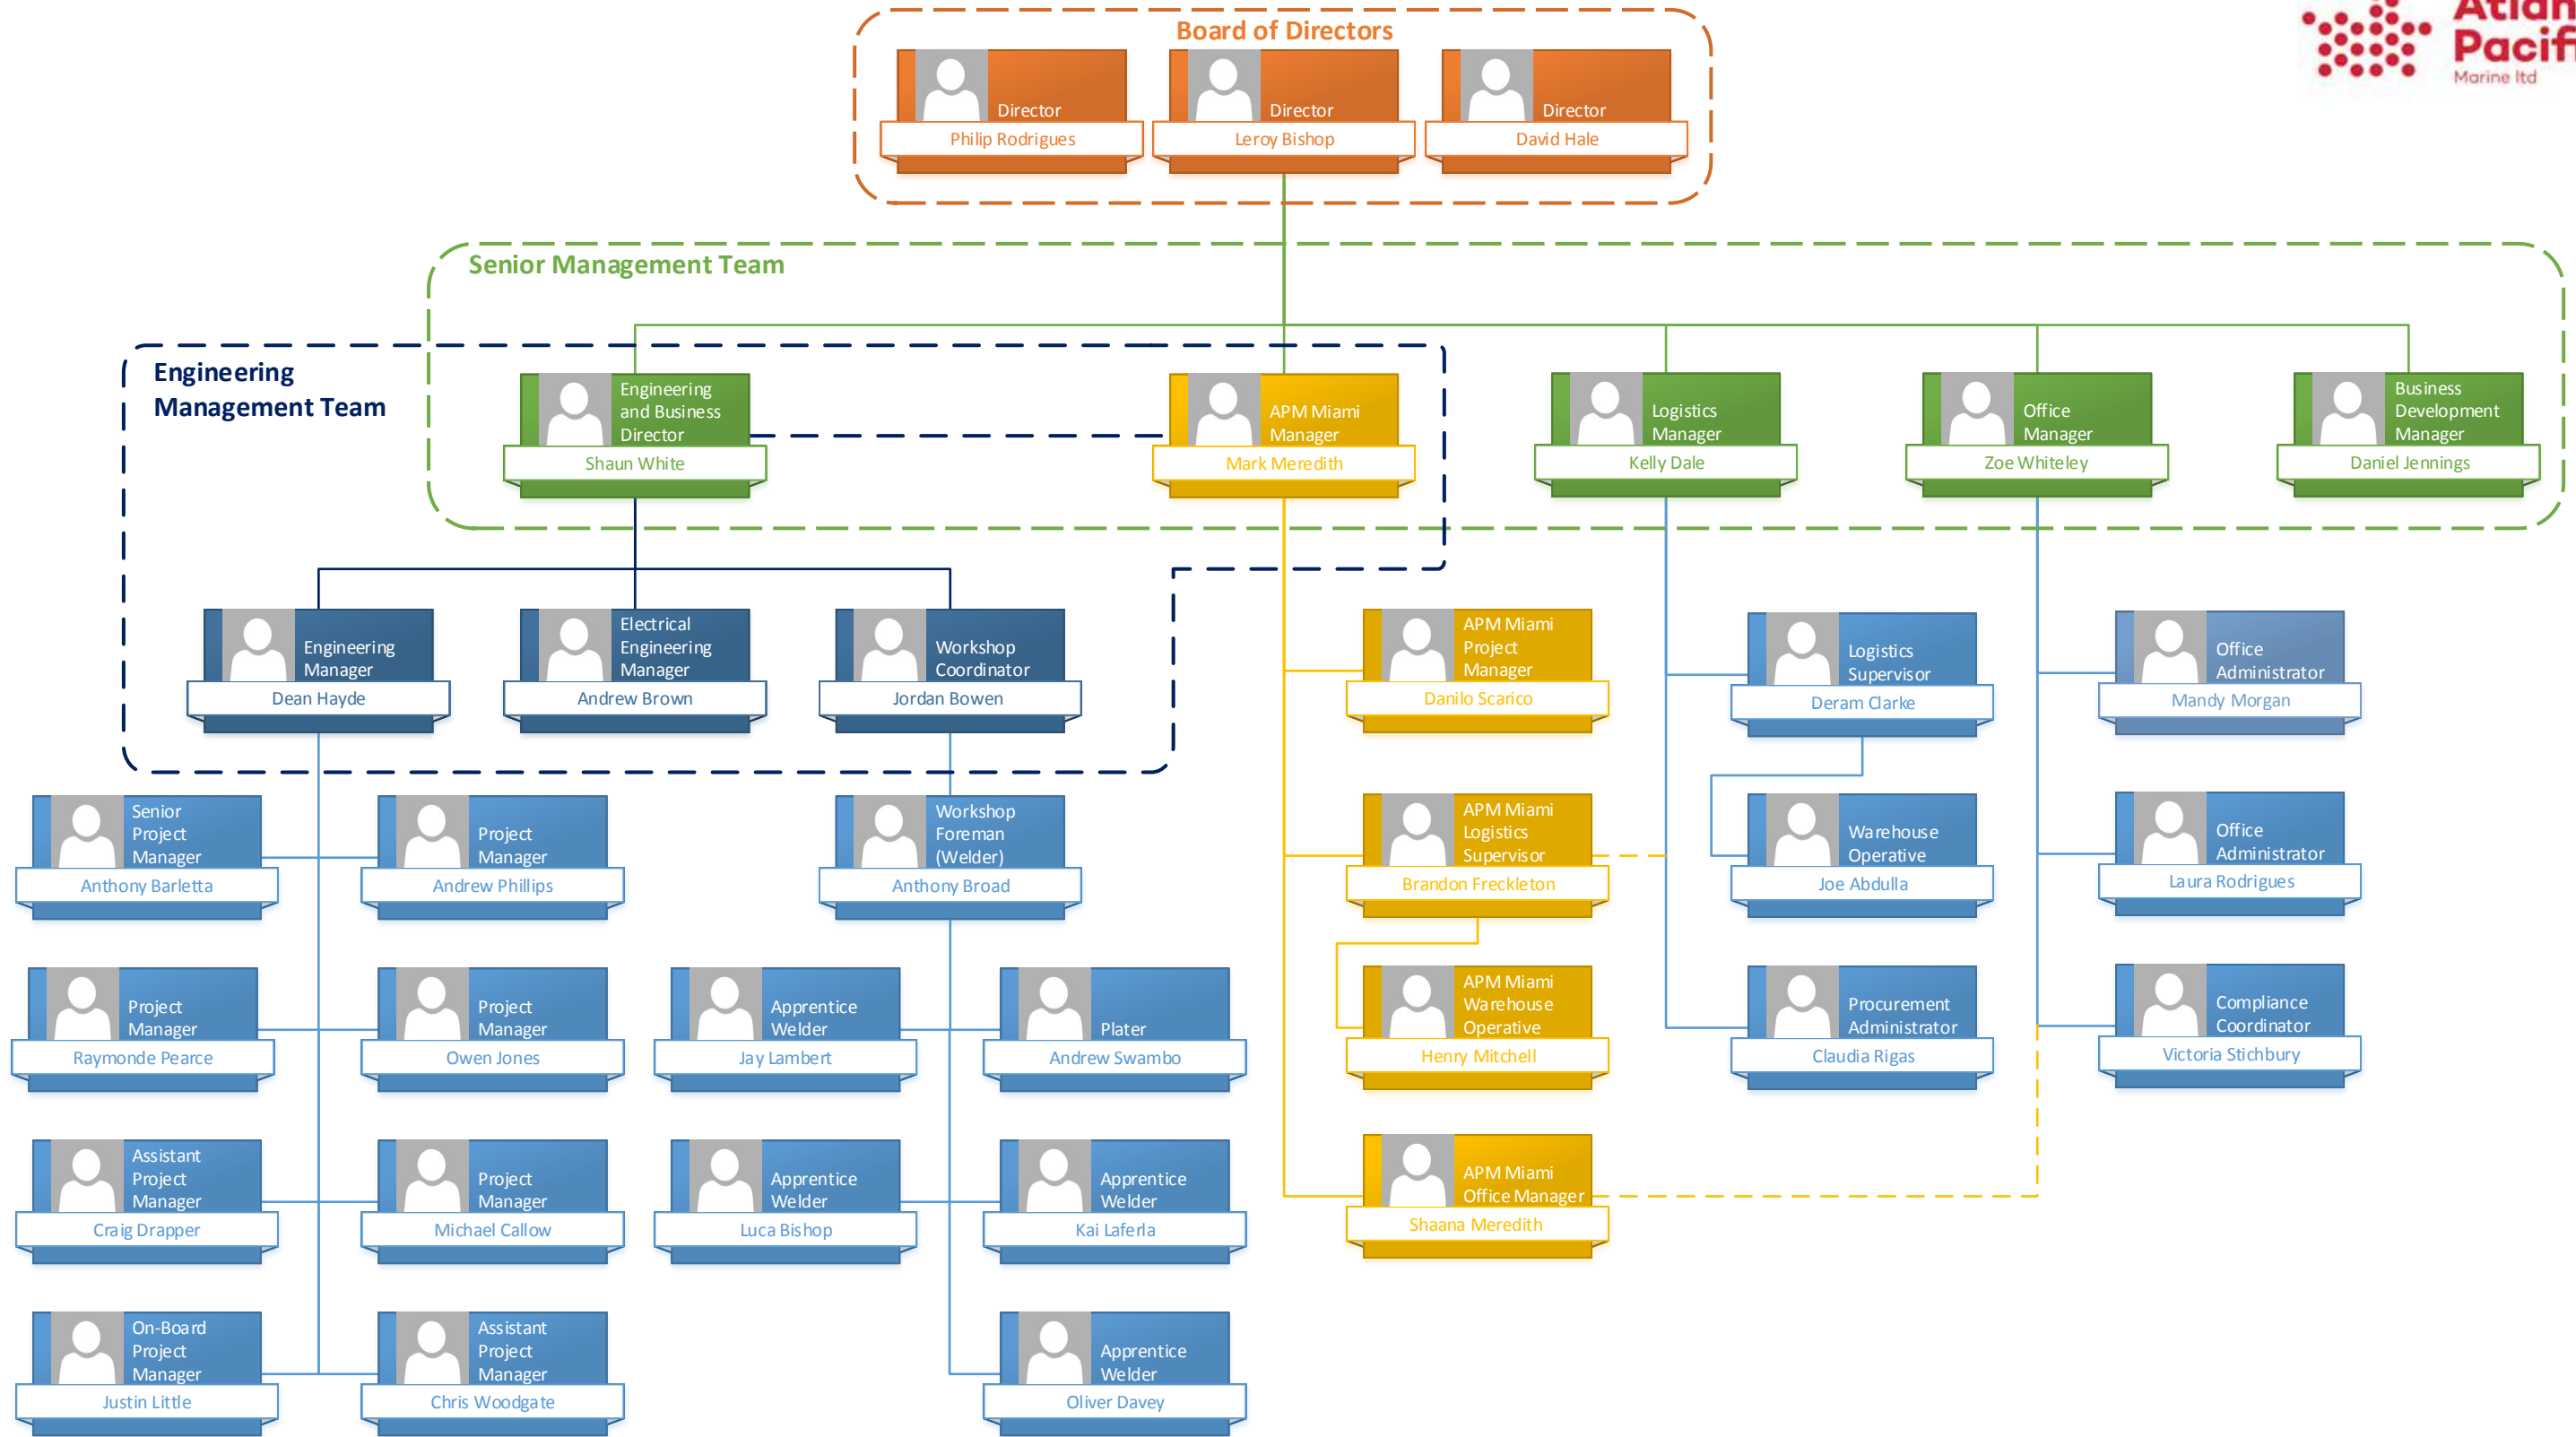 Board of Directors
Pacifi
Marine ltd
Director
Philip Rodrigues
Director
Leroy Bishop
Director
David Hale
Senior Management Team
Engineering
Management Team
Engineering
and Business
Director
Shaun White
APM Miami
Manager
Mark Meredith
Logistics
Manager
Kelly Dale
Office
Manager
Zoe Whiteley
Business
Development
Manager
Daniel Jennings
Engineering
Manager
Dean Hayde
Electrical
Engineering
Manager
Andrew Brown
Workshop
Coordinator
Jordan Bowen
APM Miami
Project
Manager
Danilo Scarico
Logistics
Supervisor
Deram Clarke
Office
Administrator
Mandy Morgan
Senior
Project
Manager
Anthony Barletta
Project
Manager
Andrew Phillips
Workshop
Foreman
(Welder)
Anthony Broad
APM Miami
Logistics
Supervisor
Brandon Freckleton
Warehouse
Operative
Joe Abdulla
Office
Administrator
Laura Rodrigues
Project
Manager
Raymonde Pearce
Project
Manager
Owen Jones
Apprentice
Welder
Jay Lambert
Plater
Andrew Swambo
APM Miami
Warehouse
Operative
Henry Mitchell
Procurement
Administrator
Claudia Rigas
Compliance
Coordinator
Victoria Stichbury
Assistant
Project
Manager
Craig Drapper
Project
Manager
Michael Callow
Apprentice
Welder
Luca Bishop
Apprentice
Welder
Kai Laferla
APM Miami
Office Manager
Shaana Meredith
On-Board
Project
Manager
Justin Little
Assistant
Project
Manager
Chris Woodgate
Apprentice
Welder
Oliver Davey